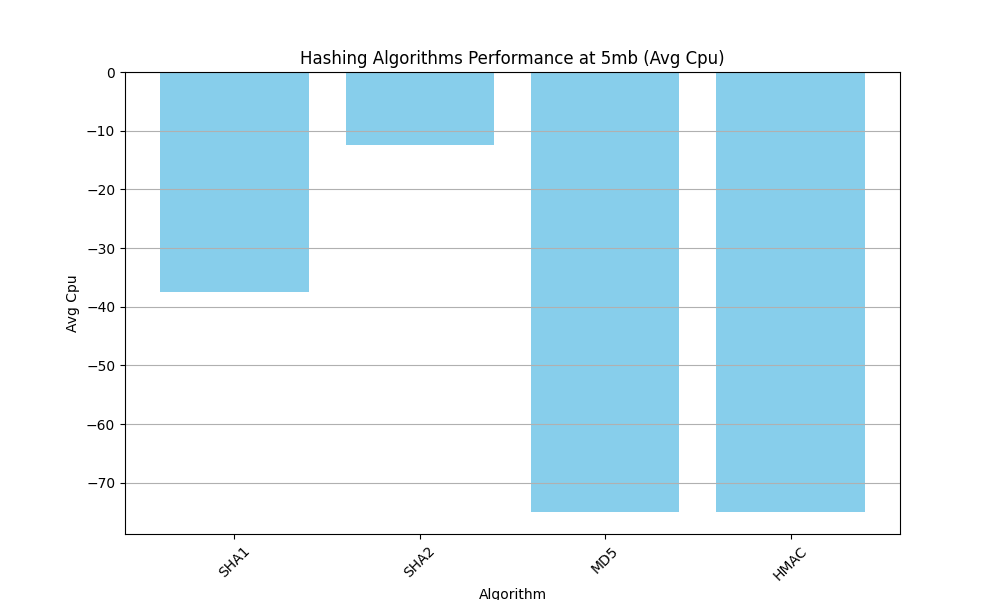 Hashing Algorithms Performance at 5mb (Avg Cpu)
0
−10
−20
−30
−40
−50
−60
−70
Avg Cpu
SHA1
SHA2
MD5
HMAC
Algorithm